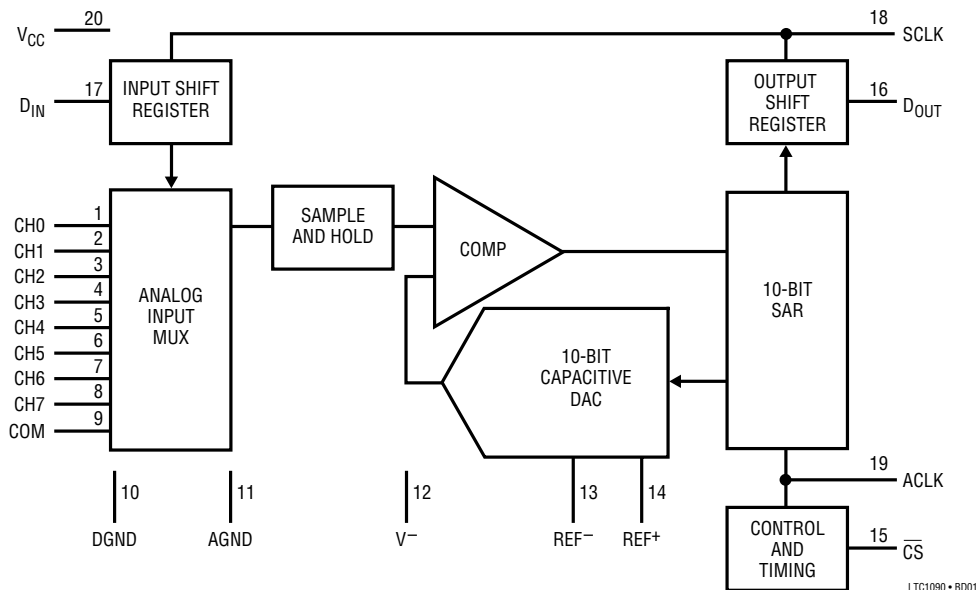 20
V_CC
18
SCLK
17
D_IN
INPUT SHIFT
REGISTER
OUTPUT
SHIFT
REGISTER
16
D_OUT
CH0
1
CH1
2
CH2
3
CH3
4
CH4
5
CH5
6
CH6
7
CH7
8
COM
9
ANALOG
INPUT
MUX
SAMPLE
AND HOLD
COMP
10-BIT
SAR
10-BIT
CAPACITIVE
DAC
10
DGND
11
AGND
12
V−
13
REF−
14
REF+
19
ACLK
CONTROL
AND
TIMING
15
CS
LTC1090 • BD01